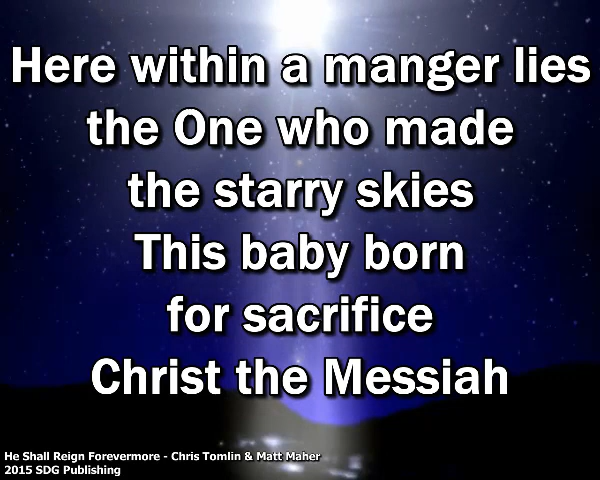 Here within a manger lies
the One who made
the starry skies
This baby born
for sacrifice
Christ the Messiah
He Shall Reign Forevermore - Chris Tomlin & Matt Maher
2015 SDG Publishing